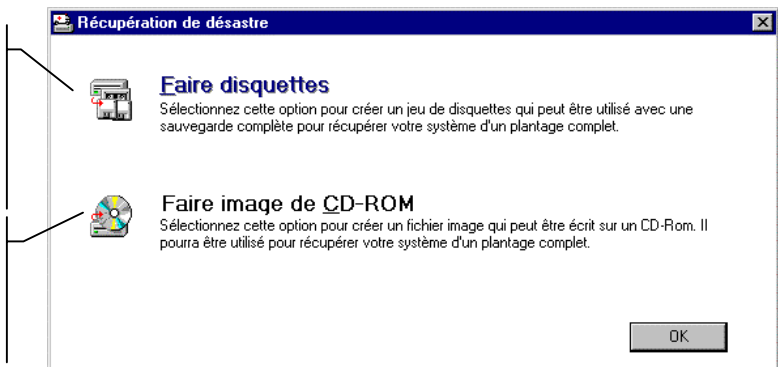 Récupération de désastre
Faire disquettes
Sélectionnez cette option pour créer un jeu de disquettes qui peut être utilisé avec une
sauvegarde complète pour récupérer votre système d'un plantage complet.
Faire image de CD-ROM
Sélectionnez cette option pour créer un fichier image qui peut être écrit sur un CD-Rom. Il
pourra être utilisé pour récupérer votre système d'un plantage complet.
OK